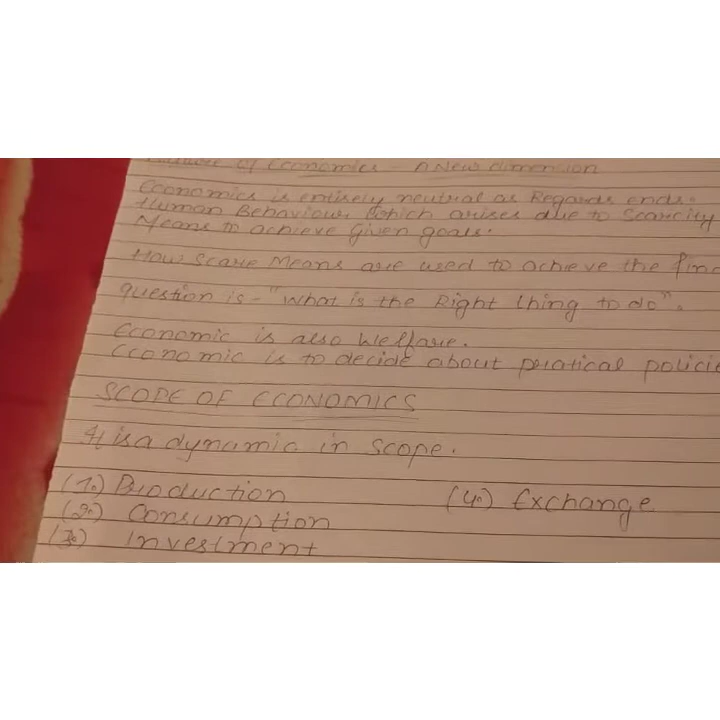 of Economics - A New dimension
Economics is entirely neutral as Regards ends.
Human Behaviour which arises due to Scarcity
Means to achieve given goals.
How scare Means are used to achieve the
question is - "What is the Right thing to do".
Economic is also welfare.
Economic is to decide about pratical
SCOPE OF ECONOMICS
It is a dynamic in scope.
(1.) Production (4.) Exchange
(2.) Consumption
(3.) Investment